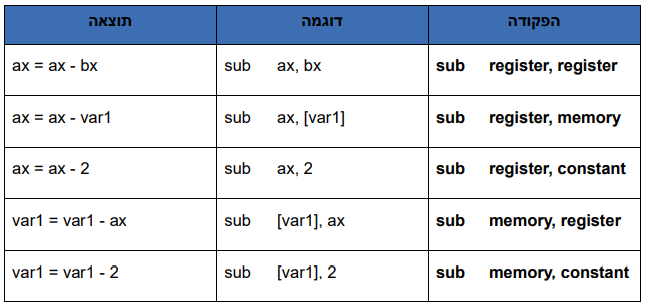 הפקודה דוגמה תוצאה
sub register, register sub ax, bx ax = ax - bx
sub register, memory sub ax, [var1] ax = ax - var1
sub register, constant sub ax, 2 ax = ax - 2
sub memory, register sub [var1], ax var1 = var1 - ax
sub memory, constant sub [var1], 2 var1 = var1 - 2